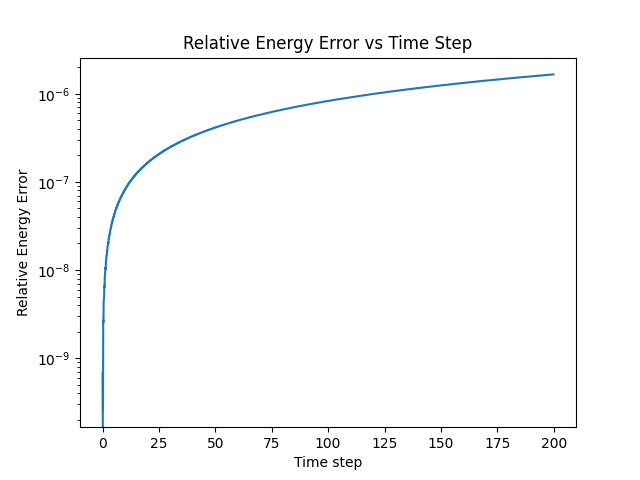 Relative Energy Error vs Time Step
Relative Energy Error
10⁻⁶
10⁻⁷
10⁻⁸
10⁻⁹
0 25 50 75 100 125 150 175 200
Time step